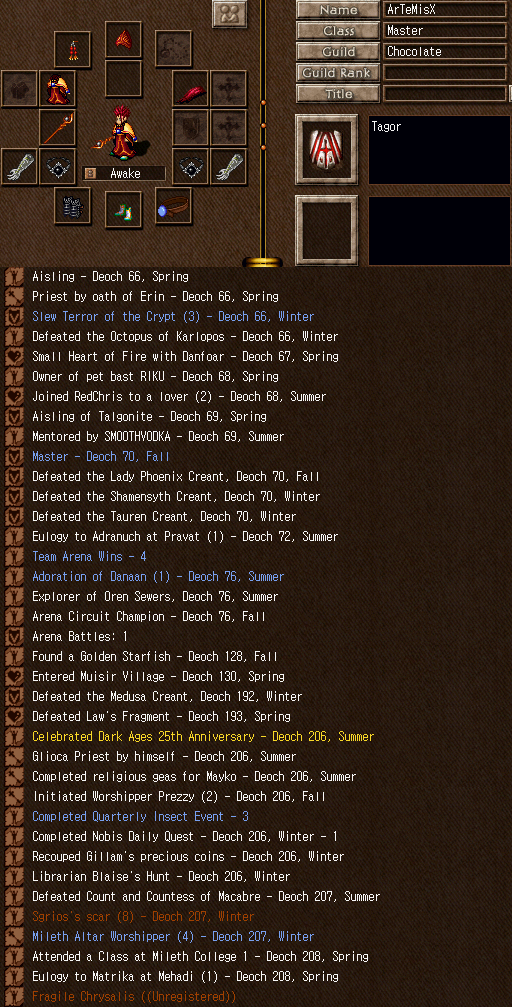 Name ArTeMisX
Class Master
Guild Chocolate
Guild Rank
Title
Tagor
Awake
Aisling - Deoch 66, Spring
Priest by oath of Erin - Deoch 66, Spring
Slew Terror of the Crypt (3) - Deoch 66, Winter
Defeated the Octopus of Karlopos - Deoch 66, Winter
Small Heart of Fire with Danfoar - Deoch 67, Spring
Owner of pet bast RIKU - Deoch 68, Spring
Joined RedChris to a lover (2) - Deoch 68, Summer
Aisling of Talgonite - Deoch 69, Spring
Mentored by SMOOTHVODKA - Deoch 69, Summer
Master - Deoch 70, Fall
Defeated the Lady Phoenix Creant, Deoch 70, Fall
Defeated the Shamensyth Creant, Deoch 70, Winter
Defeated the Tauren Creant, Deoch 70, Winter
Eulogy to Adranuch at Pravat (1) - Deoch 72, Summer
Team Arena Wins - 4
Adoration of Danaan (1) - Deoch 76, Summer
Explorer of Oren Sewers, Deoch 76, Summer
Arena Circuit Champion - Deoch 76, Fall
Arena Battles: 1
Found a Golden Starfish - Deoch 128, Fall
Entered Muisir Village - Deoch 130, Spring
Defeated the Medusa Creant, Deoch 192, Winter
Defeated Law's Fragment - Deoch 193, Spring
Celebrated Dark Ages 25th Anniversary - Deoch 206, Summer
Glioca Priest by himself - Deoch 206, Summer
Completed religious geas for Mayko - Deoch 206, Summer
Initiated Worshipper Prezzy (2) - Deoch 206, Fall
Completed Quarterly Insect Event - 3
Completed Nobis Daily Quest - Deoch 206, Winter - 1
Recouped Gillam's precious coins - Deoch 206, Winter
Librarian Blaise's Hunt - Deoch 206, Winter
Defeated Count and Countess of Macabre - Deoch 207, Summer
Sgrios's scar (8) - Deoch 207, Winter
Mileth Altar Worshipper (4) - Deoch 207, Winter
Attended a Class at Mileth College 1 - Deoch 208, Spring
Eulogy to Matrika at Mehadi (1) - Deoch 208, Spring
Fragile Chrysalis ((Unregistered))